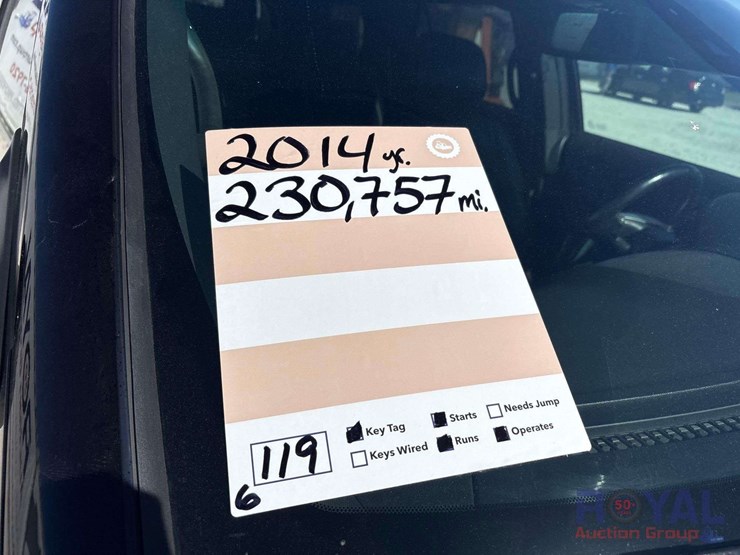 2014 yr.
230,757 mi.
119
6
Key Tag
Starts
Needs Jump
Keys Wired
Runs
Operates
50
ROYAL
Auction Group